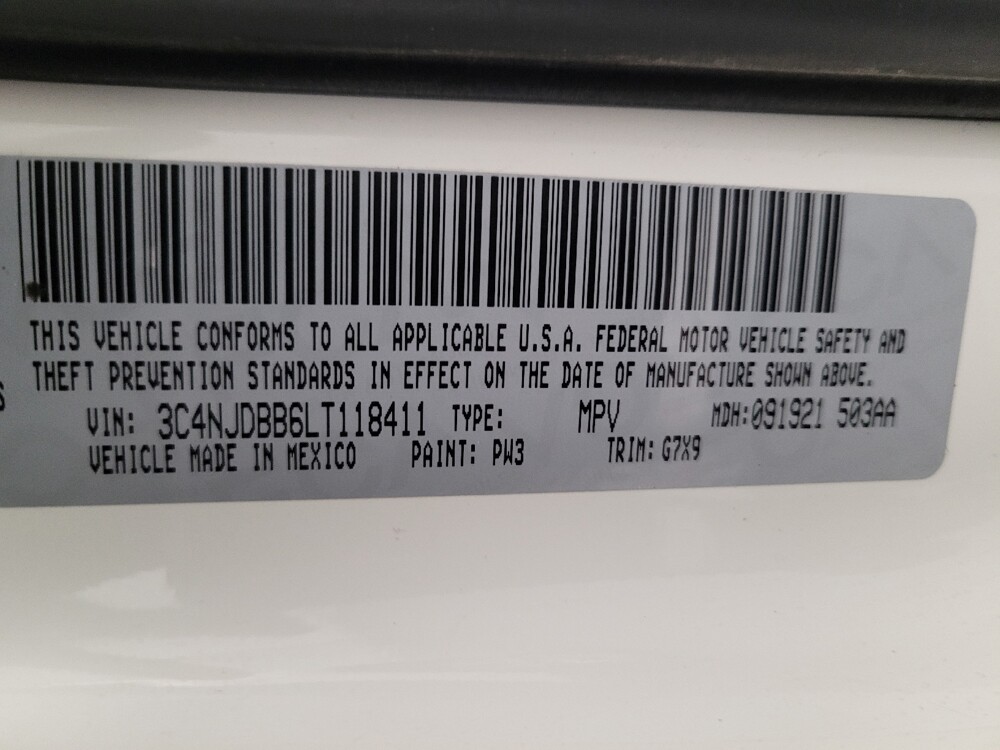 THIS VEHICLE CONFORMS TO ALL APPLICABLE U.S.A. FEDERAL MOTOR VEHICLE SAFETY AND
THEFT PREVENTION STANDARDS IN EFFECT ON THE DATE OF MANUFACTURE SHOWN ABOVE.
VIN: 3C4NJDBB6LT118411 TYPE: MPV MDH:091921 503AA
VEHICLE MADE IN MEXICO PAINT: PW3 TRIM: G7X9